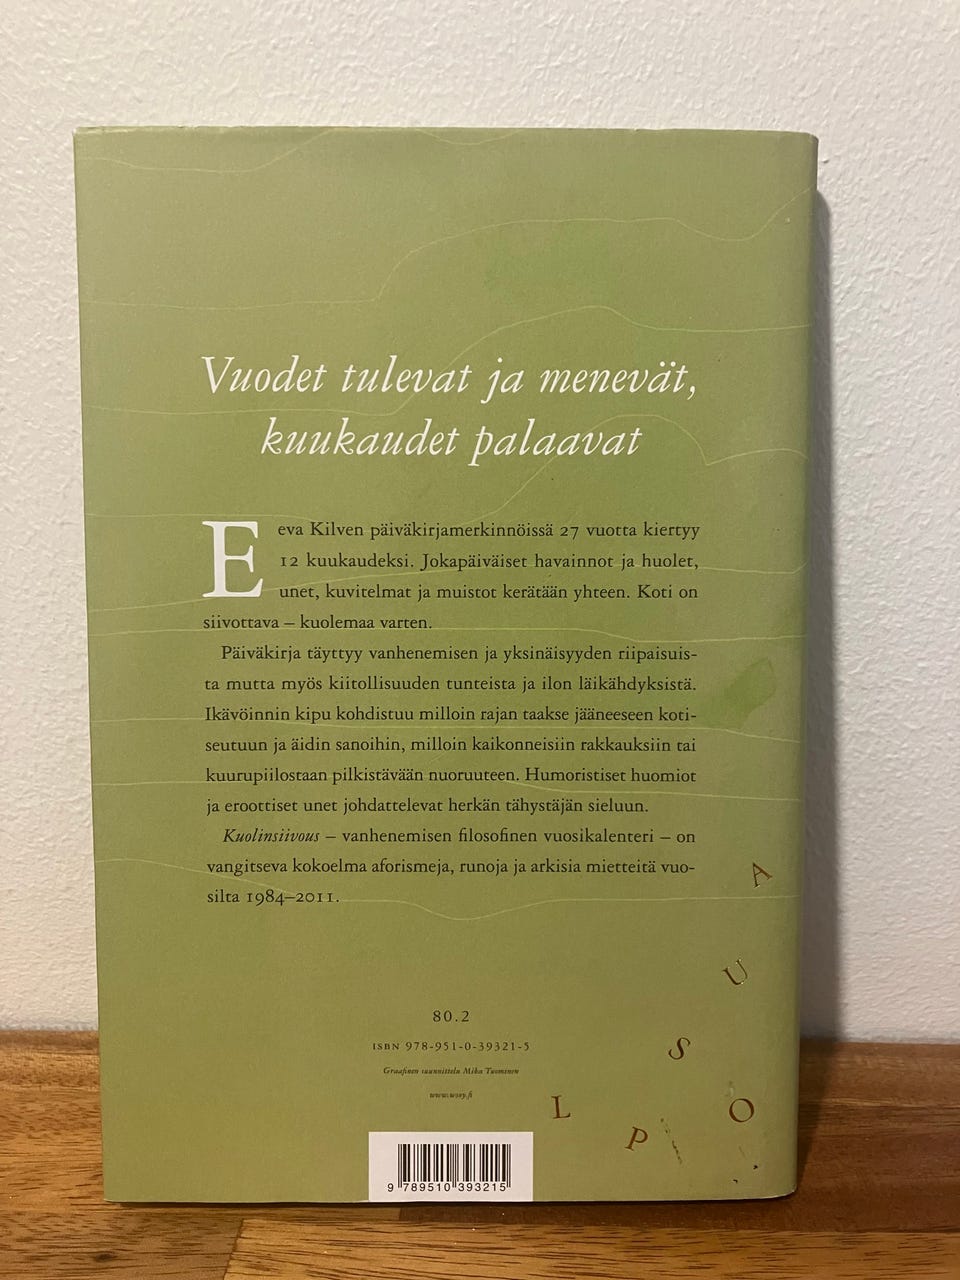 Vuodet tulevat ja menevät,
kuukaudet palaavat
Eeva Kilven päiväkirjamerkinnöissä 27 vuotta kiertyy
12 kuukaudeksi. Jokapäiväiset havainnot ja huolet,
unet, kuvitelmat ja muistot kerätään yhteen. Koti on
siivottava – kuolemaa varten.
Päiväkirja täyttyy vanhenemisen ja yksinäisyyden riipaisuis-
ta mutta myös kiitollisuuden tunteista ja ilon läikähdyksistä.
Ikävöinnin kipu kohdistuu milloin rajan taakse jääneeseen koti-
seutuun ja äidin sanoihin, milloin kaikonneisiin rakkauksiin tai
kuurupiilostaan pilkistävään nuoruuteen. Humoristiset huomiot
ja eroottiset unet johdattelevat herkän tähystäjän sieluun.
Kuolinsiivous – vanhenemisen filosofinen vuosikalenteri – on
vangitseva kokoelma aforismeja, runoja ja arkisia mietteitä vuo-
silta 1984–2011.
A
U
S
O
L
P
80.2
ISBN 978-951-0-39321-5
Graafinen suunnittelu Mika Tuominen
www.wsoy.fi
9 789510 393215